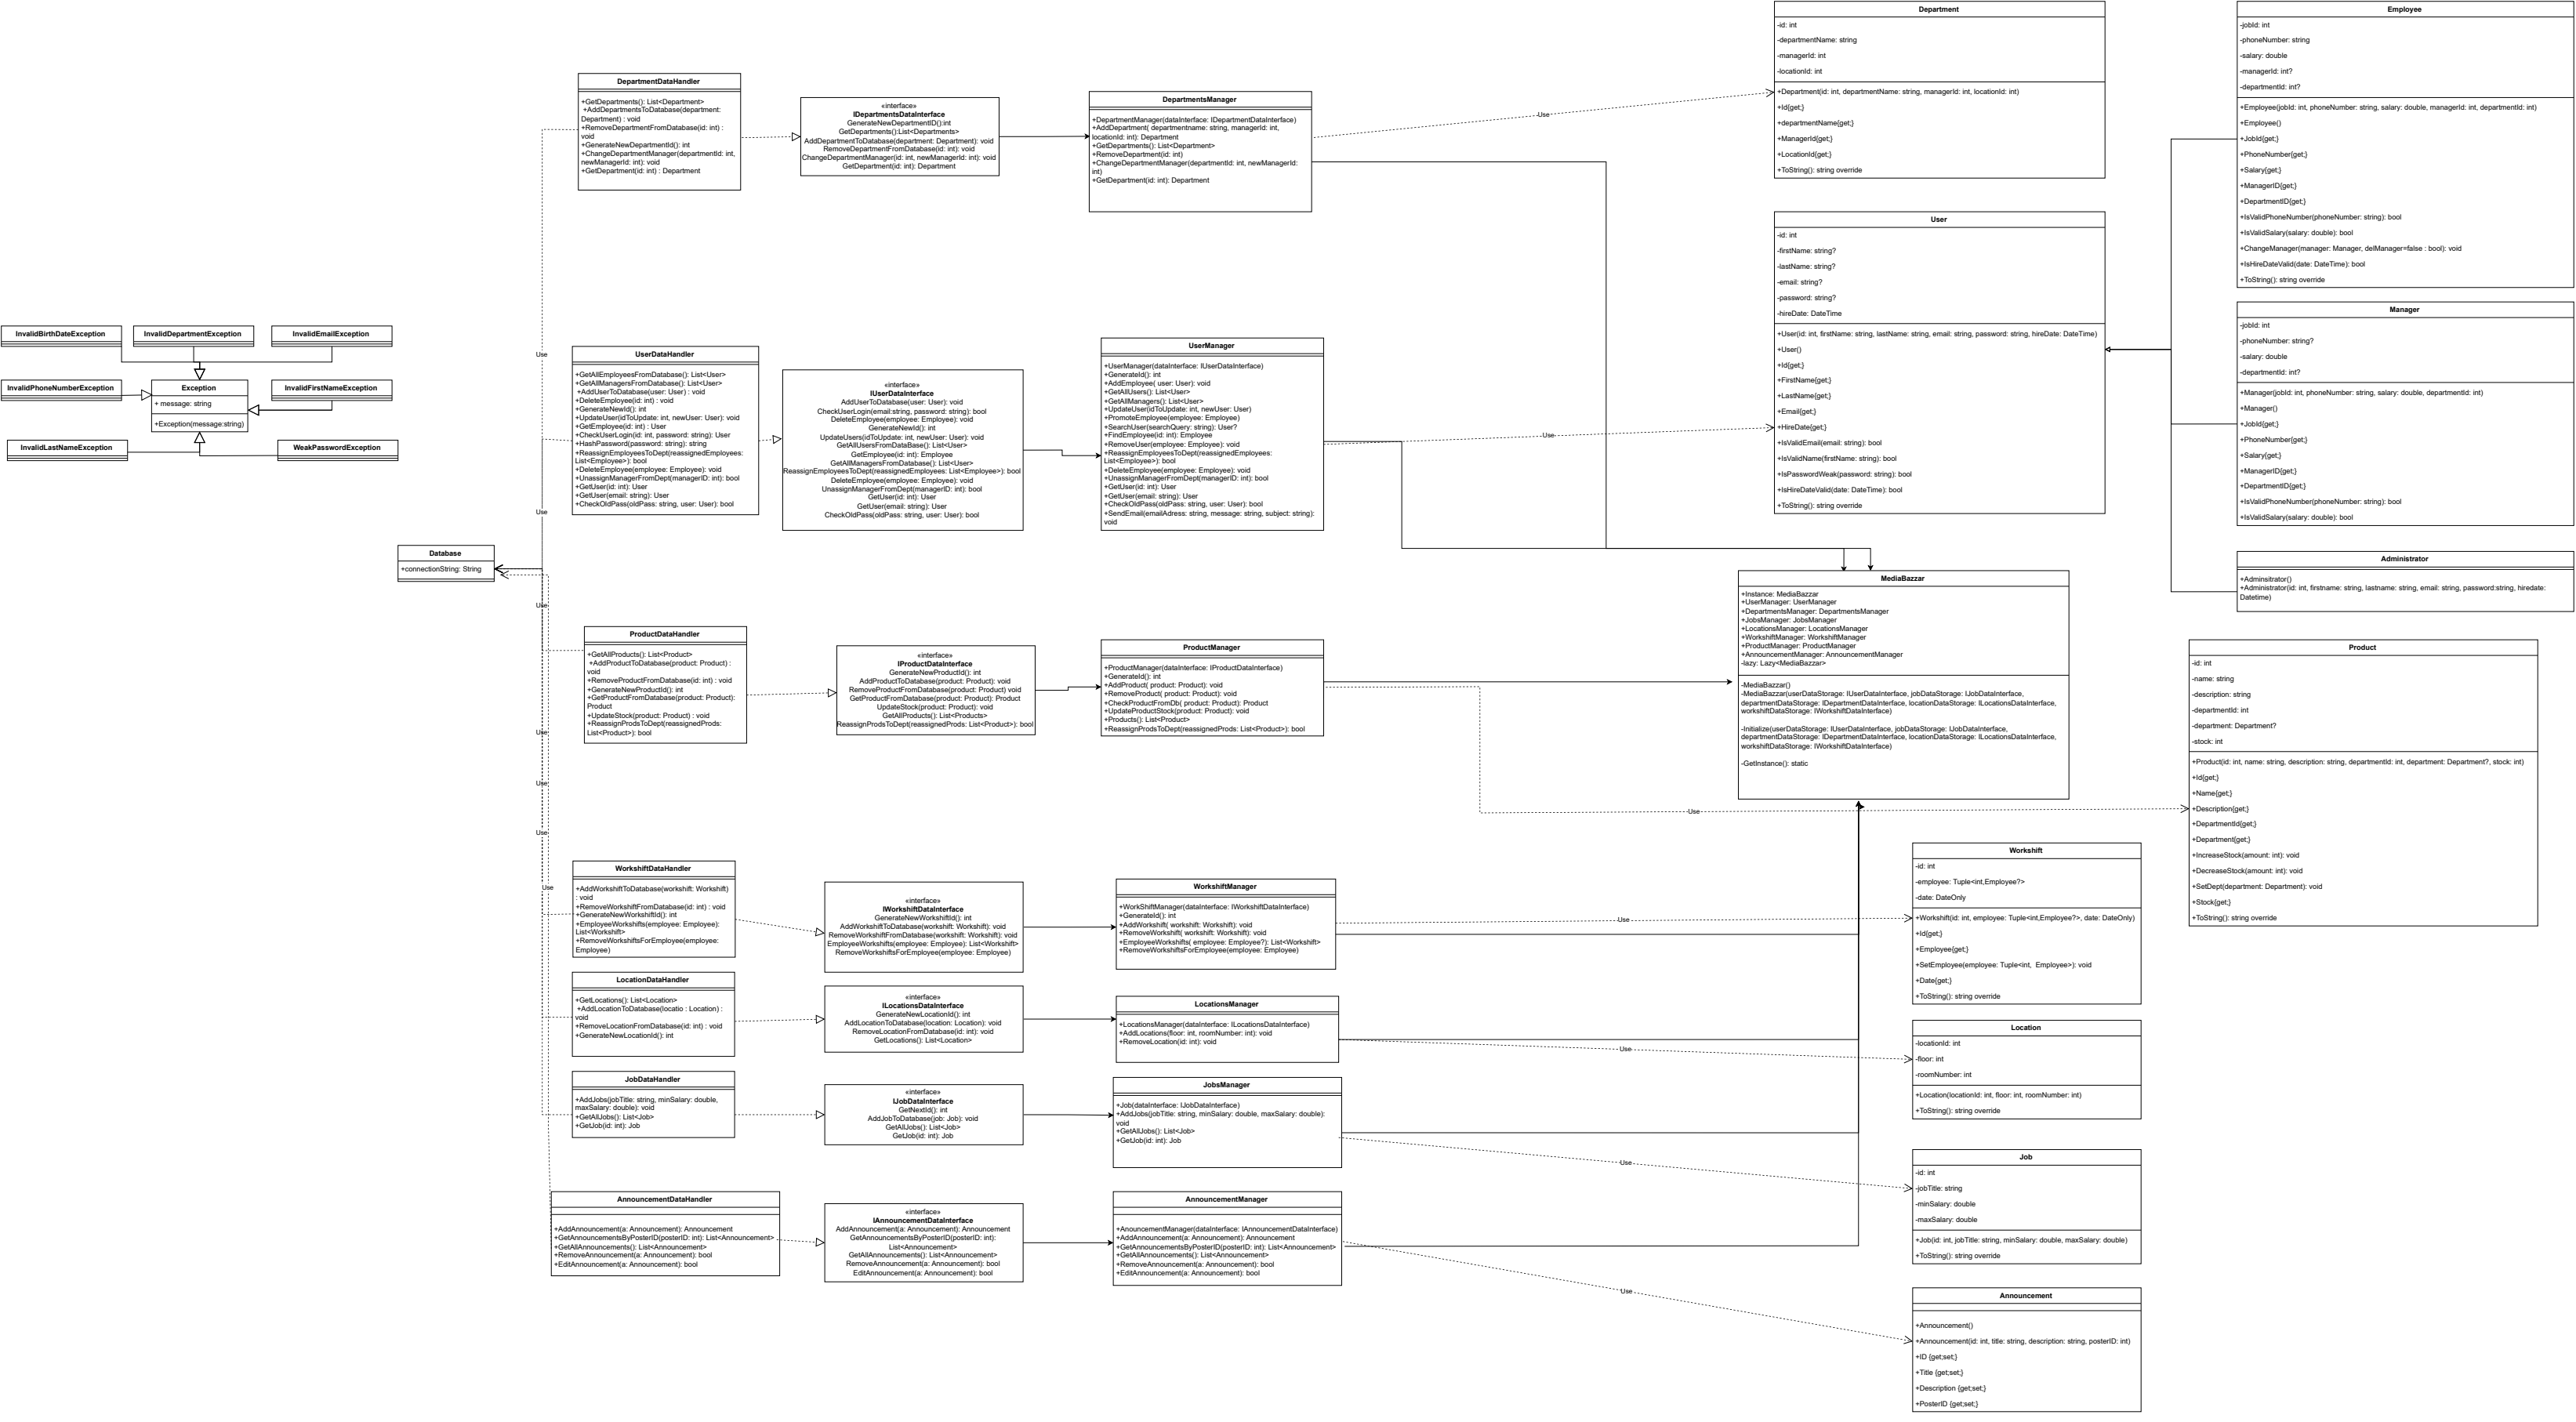 InvalidBirthDateException
InvalidDepartmentException
InvalidEmailException
InvalidPhoneNumberException
Exception
+ message: string
+Exception(message:string)
InvalidFirstNameException
InvalidLastNameException
WeakPasswordException
Database
+connectionString: String
Use
Use
Use
Use
Use
Use
Use
Use
DepartmentDataHandler
+GetDepartments(): List<Department>
+AddDepartmentsToDatabase(department:
Department) : void
+RemoveDepartmentFromDatabase(id: int) :
void
+GenerateNewDepartmentId(): int
+ChangeDepartmentManager(departmentId: int,
newManagerId: int): void
+GetDepartment(id: int) : Department
«interface»
IDepartmentsDataInterface
GenerateNewDepartmentID():int
GetDepartments():List<Departments>
AddDepartmentToDatabase(department: Department): void
RemoveDepartmentFromDatabase(id: int): void
ChangeDepartmentManager(id: int, newManagerId: int): void
GetDepartment(id: int): Department
DepartmentsManager
+DepartmentManager(dataInterface: IDepartmentDataInterface)
+AddDepartment( departmentname: string, managerId: int,
locationId: int): Department
+GetDepartments(): List<Department>
+RemoveDepartment(id: int)
+ChangeDepartmentManager(departmentId: int, newManagerId:
int)
+GetDepartment(id: int): Department
Use
Department
-id: int
-departmentName: string
-managerId: int
-locationId: int
+Department(id: int, departmentName: string, managerId: int, locationId: int)
+Id{get;}
+departmentName{get;}
+ManagerId{get;}
+LocationId{get;}
+ToString(): string override
Employee
-jobId: int
-phoneNumber: string
-salary: double
-managerId: int?
-departmentId: int?
+Employee(jobId: int, phoneNumber: string, salary: double, managerId: int, departmentId: int)
+Employee()
+JobId{get;}
+PhoneNumber{get;}
+Salary{get;}
+ManagerID{get;}
+DepartmentID{get;}
+IsValidPhoneNumber(phoneNumber: string): bool
+IsValidSalary(salary: double): bool
+ChangeManager(manager: Manager, delManager=false : bool): void
+IsHireDateValid(date: DateTime): bool
+ToString(): string override
UserDataHandler
+GetAllEmployeesFromDatabase(): List<User>
+GetAllManagersFromDatabase(): List<User>
+AddUserToDatabase(user: User) : void
+DeleteEmployee(id: int) : void
+GenerateNewId(): int
+UpdateUser(idToUpdate: int, newUser: User): void
+GetEmployee(id: int) : User
+CheckUserLogin(id: int, password: string): User
+HashPassword(password: string): string
+ReassignEmployeesToDept(reassignedEmployees:
List<Employee>): bool
+DeleteEmployee(employee: Employee): void
+UnassignManagerFromDept(managerID: int): bool
+GetUser(id: int): User
+GetUser(email: string): User
+CheckOldPass(oldPass: string, user: User): bool
«interface»
IUserDataInterface
AddUserToDatabase(user: User): void
CheckUserLogin(email:string, password: string): bool
DeleteEmployee(employee: Employee): void
GenerateNewId(): int
UpdateUsers(idToUpdate: int, newUser: User): void
GetAllUsersFromDataBase(): List<User>
GetEmployee(id: int): Employee
GetAllManagersFromDatabase(): List<User>
ReassignEmployeesToDept(reassignedEmployees: List<Employee>): bool
DeleteEmployee(employee: Employee): void
UnassignManagerFromDept(managerID: int): bool
GetUser(id: int): User
GetUser(email: string): User
CheckOldPass(oldPass: string, user: User): bool
UserManager
+UserManager(dataInterface: IUserDataInterface)
+GenerateId(): int
+AddEmployee( user: User): void
+GetAllUsers(): List<User>
+GetAllManagers(): List<User>
+UpdateUser(idToUpdate: int, newUser: User)
+PromoteEmployee(employee: Employee)
+SearchUser(searchQuery: string): User?
+FindEmployee(id: int): Employee
+RemoveUser(employee: Employee): void
+ReassignEmployeesToDept(reassignedEmployees:
List<Employee>): bool
+DeleteEmployee(employee: Employee): void
+UnassignManagerFromDept(managerID: int): bool
+GetUser(id: int): User
+GetUser(email: string): User
+CheckOldPass(oldPass: string, user: User): bool
+SendEmail(emailAdress: string, message: string, subject: string):
void
Use
User
-id: int
-firstName: string?
-lastName: string?
-email: string?
-password: string?
-hireDate: DateTime
+User(id: int, firstName: string, lastName: string, email: string, password: string, hireDate: DateTime)
+User()
+Id{get;}
+FirstName{get;}
+LastName{get;}
+Email{get;}
+HireDate{get;}
+IsValidEmail(email: string): bool
+IsValidName(firstName: string): bool
+IsPasswordWeak(password: string): bool
+IsHireDateValid(date: DateTime): bool
+ToString(): string override
Manager
-jobId: int
-phoneNumber: string?
-salary: double
-departmentId: int?
+Manager(jobId: int, phoneNumber: string, salary: double, departmentId: int)
+Manager()
+JobId{get;}
+PhoneNumber{get;}
+Salary{get;}
+ManagerID{get;}
+DepartmentID{get;}
+IsValidPhoneNumber(phoneNumber: string): bool
+IsValidSalary(salary: double): bool
Administrator
+Adminsitrator()
+Administrator(id: int, firstname: string, lastname: string, email: string, password:string, hiredate:
Datetime)
MediaBazzar
+Instance: MediaBazzar
+UserManager: UserManager
+DepartmentsManager: DepartmentsManager
+JobsManager: JobsManager
+LocationsManager: LocationsManager
+WorkshiftManager: WorkshiftManager
+ProductManager: ProductManager
+AnnouncementManager: AnnouncementManager
-lazy: Lazy<MediaBazzar>
-MediaBazzar()
-MediaBazzar(userDataStorage: IUserDataInterface, jobDataStorage: IJobDataInterface,
departmentDataStorage: IDepartmentDataInterface, locationDataStorage: ILocationsDataInterface,
workshiftDataStorage: IWorkshiftDataInterface)
-Initialize(userDataStorage: IUserDataInterface, jobDataStorage: IJobDataInterface,
departmentDataStorage: IDepartmentDataInterface, locationDataStorage: ILocationsDataInterface,
workshiftDataStorage: IWorkshiftDataInterface)
-GetInstance(): static
ProductDataHandler
+GetAllProducts(): List<Product>
+AddProductToDatabase(product: Product) :
void
+RemoveProductFromDatabase(id: int) : void
+GenerateNewProductId(): int
+GetProductFromDatabase(product: Product):
Product
+UpdateStock(product: Product) : void
+ReassignProdsToDept(reassignedProds:
List<Product>): bool
«interface»
IProductDataInterface
GenerateNewProductId(): int
AddProductToDatabase(product: Product): void
RemoveProductFromDatabase(product: Product) void
GetProductFromDatabase(product: Product): Product
UpdateStock(product: Product): void
GetAllProducts(): List<Products>
ReassignProdsToDept(reassignedProds: List<Product>): bool
ProductManager
+ProductManager(dataInterface: IProductDataInterface)
+GenerateId(): int
+AddProduct( product: Product): void
+RemoveProduct( product: Product): void
+CheckProductFromDb( product: Product): Product
+UpdateProductStock(product: Product): void
+Products(): List<Product>
+ReassignProdsToDept(reassignedProds: List<Product>): bool
Use
Product
-id: int
-name: string
-description: string
-departmentId: int
-department: Department?
-stock: int
+Product(id: int, name: string, description: string, departmentId: int, department: Department?, stock: int)
+Id{get;}
+Name{get;}
+Description{get;}
+DepartmentId{get;}
+Department{get;}
+IncreaseStock(amount: int): void
+DecreaseStock(amount: int): void
+SetDept(department: Department): void
+Stock{get;}
+ToString(): string override
WorkshiftDataHandler
+AddWorkshiftToDatabase(workshift: Workshift)
: void
+RemoveWorkshiftFromDatabase(id: int) : void
+GenerateNewWorkshiftId(): int
+EmployeeWorkshifts(employee: Employee):
List<Workshift>
+RemoveWorkshiftsForEmployee(employee:
Employee)
«interface»
IWorkshiftDataInterface
GenerateNewWorkshiftId(): int
AddWorkshiftToDatabase(workshift: Workshift): void
RemoveWorkshiftFromDatabase(workshift: Workshift): void
EmployeeWorkshifts(employee: Employee): List<Workshift>
RemoveWorkshiftsForEmployee(employee: Employee)
WorkshiftManager
+WorkShiftManager(dataInterface: IWorkshiftDataInterface)
+GenerateId(): int
+AddWorkshift( workshift: Workshift): void
+RemoveWorkshift( workshift: Workshift): void
+EmployeeWorkshifts( employee: Employee?): List<Workshift>
+RemoveWorkshiftsForEmployee(employee: Employee)
Use
Workshift
-id: int
-employee: Tuple<int,Employee?>
-date: DateOnly
+Workshift(id: int, employee: Tuple<int,Employee?>, date: DateOnly)
+Id{get;}
+Employee{get;}
+SetEmployee(employee: Tuple<int, Employee>): void
+Date{get;}
+ToString(): string override
LocationDataHandler
+GetLocations(): List<Location>
+AddLocationToDatabase(locatio : Location) :
void
+RemoveLocationFromDatabase(id: int) : void
+GenerateNewLocationId(): int
«interface»
ILocationsDataInterface
GenerateNewLocationId(): int
AddLocationToDatabase(location: Location): void
RemoveLocationFromDatabase(id: int): void
GetLocations(): List<Location>
LocationsManager
+LocationsManager(dataInterface: ILocationsDataInterface)
+AddLocations(floor: int, roomNumber: int): void
+RemoveLocation(id: int): void
Use
Location
-locationId: int
-floor: int
-roomNumber: int
+Location(locationId: int, floor: int, roomNumber: int)
+ToString(): string override
JobDataHandler
+AddJobs(jobTitle: string, minSalary: double,
maxSalary: double): void
+GetAllJobs(): List<Job>
+GetJob(id: int): Job
«interface»
IJobDataInterface
GetNextId(): int
AddJobToDatabase(job: Job): void
GetAllJobs(): List<Job>
GetJob(id: int): Job
JobsManager
+Job(dataInterface: IJobDataInterface)
+AddJobs(jobTitle: string, minSalary: double, maxSalary: double):
void
+GetAllJobs(): List<Job>
+GetJob(id: int): Job
Use
Job
-id: int
-jobTitle: string
-minSalary: double
-maxSalary: double
+Job(id: int, jobTitle: string, minSalary: double, maxSalary: double)
+ToString(): string override
AnnouncementDataHandler
+AddAnnouncement(a: Announcement): Announcement
+GetAnnouncementsByPosterID(posterID: int): List<Announcement>
+GetAllAnnouncements(): List<Announcement>
+RemoveAnnouncement(a: Announcement): bool
+EditAnnouncement(a: Announcement): bool
«interface»
IAnnouncementDataInterface
AddAnnouncement(a: Announcement): Announcement
GetAnnouncementsByPosterID(posterID: int):
List<Announcement>
GetAllAnnouncements(): List<Announcement>
RemoveAnnouncement(a: Announcement): bool
EditAnnouncement(a: Announcement): bool
AnnouncementManager
+AnouncementManager(dataInterface: IAnnouncementDataInterface)
+AddAnnouncement(a: Announcement): Announcement
+GetAnnouncementsByPosterID(posterID: int): List<Announcement>
+GetAllAnnouncements(): List<Announcement>
+RemoveAnnouncement(a: Announcement): bool
+EditAnnouncement(a: Announcement): bool
Use
Announcement
+Announcement()
+Announcement(id: int, title: string, description: string, posterID: int)
+ID {get;set;}
+Title {get;set;}
+Description {get;set;}
+PosterID {get;set;}